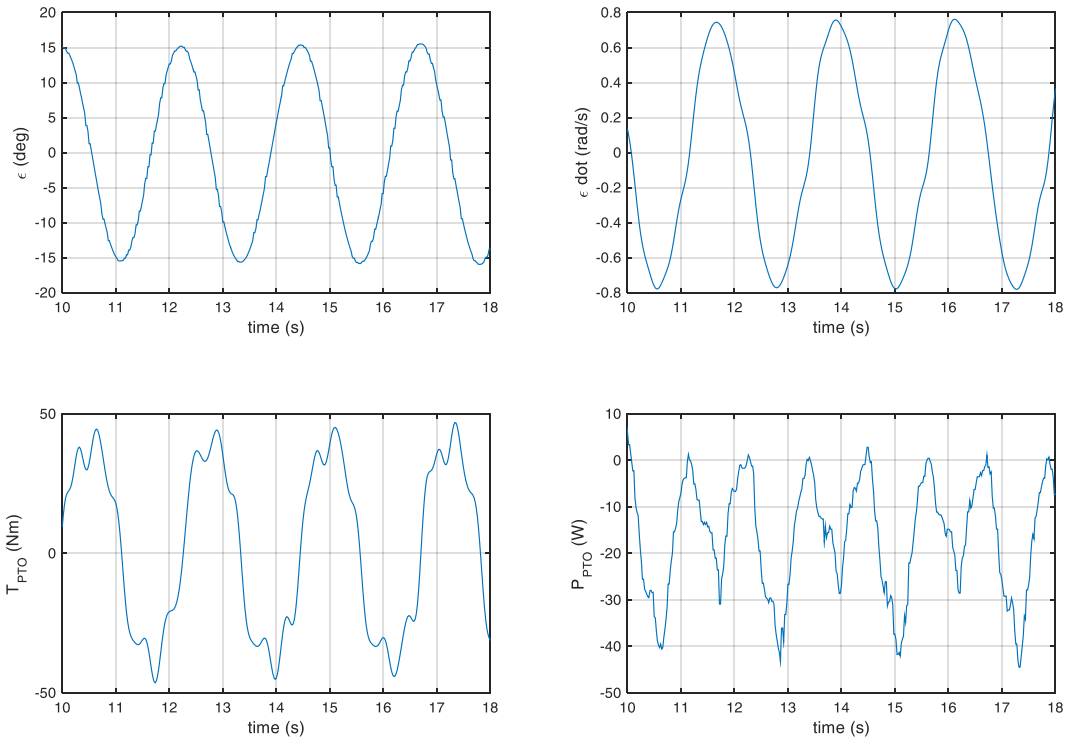 20
15
10
5
0
-5
-10
-15
-20
ϵ (deg)
10 11 12 13 14 15 16 17 18
time (s)
0.8
0.6
0.4
0.2
0
-0.2
-0.4
-0.6
-0.8
ϵ dot (rad/s)
10 11 12 13 14 15 16 17 18
time (s)
50
0
-50
T_PTO (Nm)
10 11 12 13 14 15 16 17 18
time (s)
10
0
-10
-20
-30
-40
-50
P_PTO (W)
10 11 12 13 14 15 16 17 18
time (s)